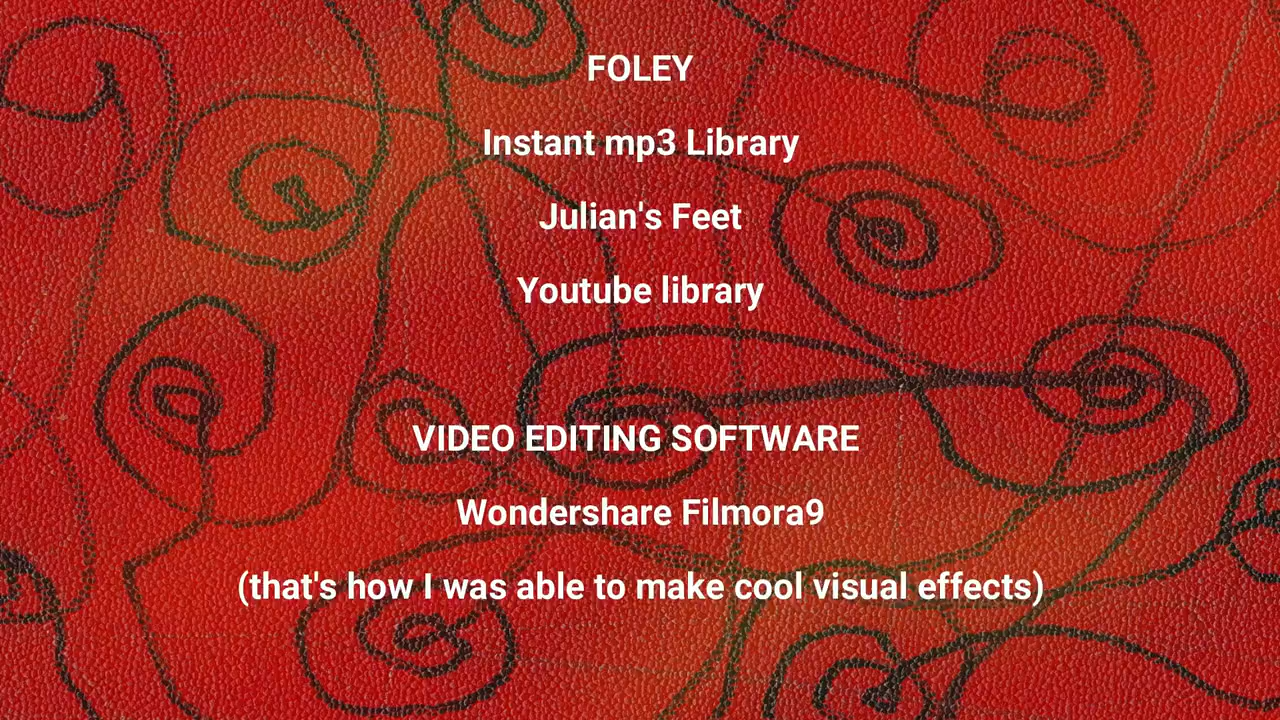 FOLEY
Instant mp3 Library
Julian's Feet
Youtube library
VIDEO EDITING SOFTWARE
Wondershare Filmora9
(that's how I was able to make cool visual effects)